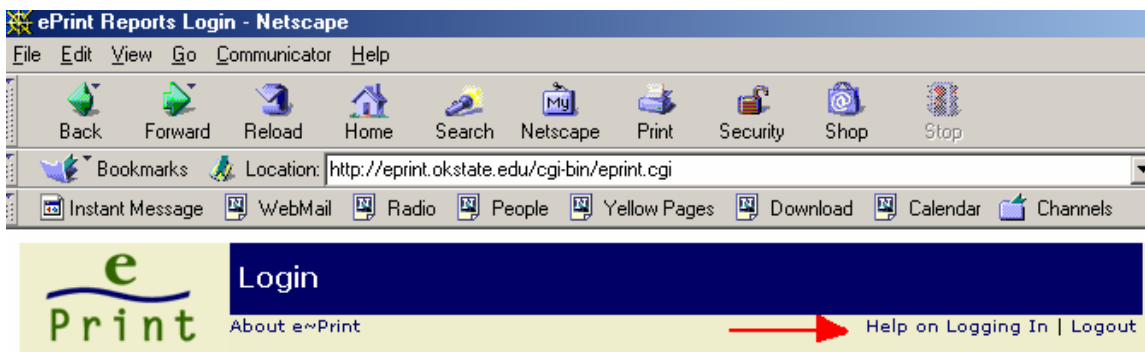 ePrint Reports Login - Netscape
File Edit View Go Communicator Help
Back Forward Reload Home Search Netscape Print Security Shop Stop
My
Bookmarks Location: http://eprint.okstate.edu/cgi-bin/eprint.cgi
Instant Message WebMail Radio People Yellow Pages Download Calendar Channels
e
Print
Login
About e~Print Help on Logging In | Logout